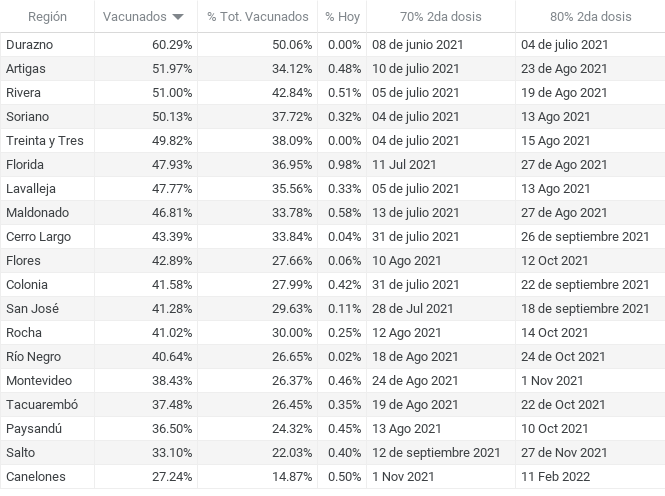 Región Vacunados % Tot. Vacunados % Hoy 70% 2da dosis 80% 2da dosis
Durazno 60.29% 50.06% 0.00% 08 de junio 2021 04 de julio 2021
Artigas 51.97% 34.12% 0.48% 10 de julio 2021 23 de Ago 2021
Rivera 51.00% 42.84% 0.51% 05 de julio 2021 19 de Ago 2021
Soriano 50.13% 37.72% 0.32% 04 de julio 2021 13 Ago 2021
Treinta y Tres 49.82% 38.09% 0.00% 04 de julio 2021 15 Ago 2021
Florida 47.93% 36.95% 0.98% 11 Jul 2021 27 de Ago 2021
Lavalleja 47.77% 35.56% 0.33% 05 de julio 2021 13 Ago 2021
Maldonado 46.81% 33.78% 0.58% 13 de julio 2021 27 de Ago 2021
Cerro Largo 43.39% 33.84% 0.04% 31 de julio 2021 26 de septiembre 2021
Flores 42.89% 27.66% 0.06% 10 Ago 2021 12 Oct 2021
Colonia 41.58% 27.99% 0.42% 31 de julio 2021 22 de septiembre 2021
San José 41.28% 29.63% 0.11% 28 de Jul 2021 18 de septiembre 2021
Rocha 41.02% 30.00% 0.25% 12 Ago 2021 14 Oct 2021
Río Negro 40.64% 26.65% 0.02% 18 de Ago 2021 24 de Oct 2021
Montevideo 38.43% 26.37% 0.46% 24 de Ago 2021 1 Nov 2021
Tacuarembó 37.48% 26.45% 0.35% 19 de Ago 2021 22 de Oct 2021
Paysandú 36.50% 24.32% 0.45% 13 Ago 2021 10 Oct 2021
Salto 33.10% 22.03% 0.40% 12 de septiembre 2021 27 de Nov 2021
Canelones 27.24% 14.87% 0.50% 1 Nov 2021 11 Feb 2022